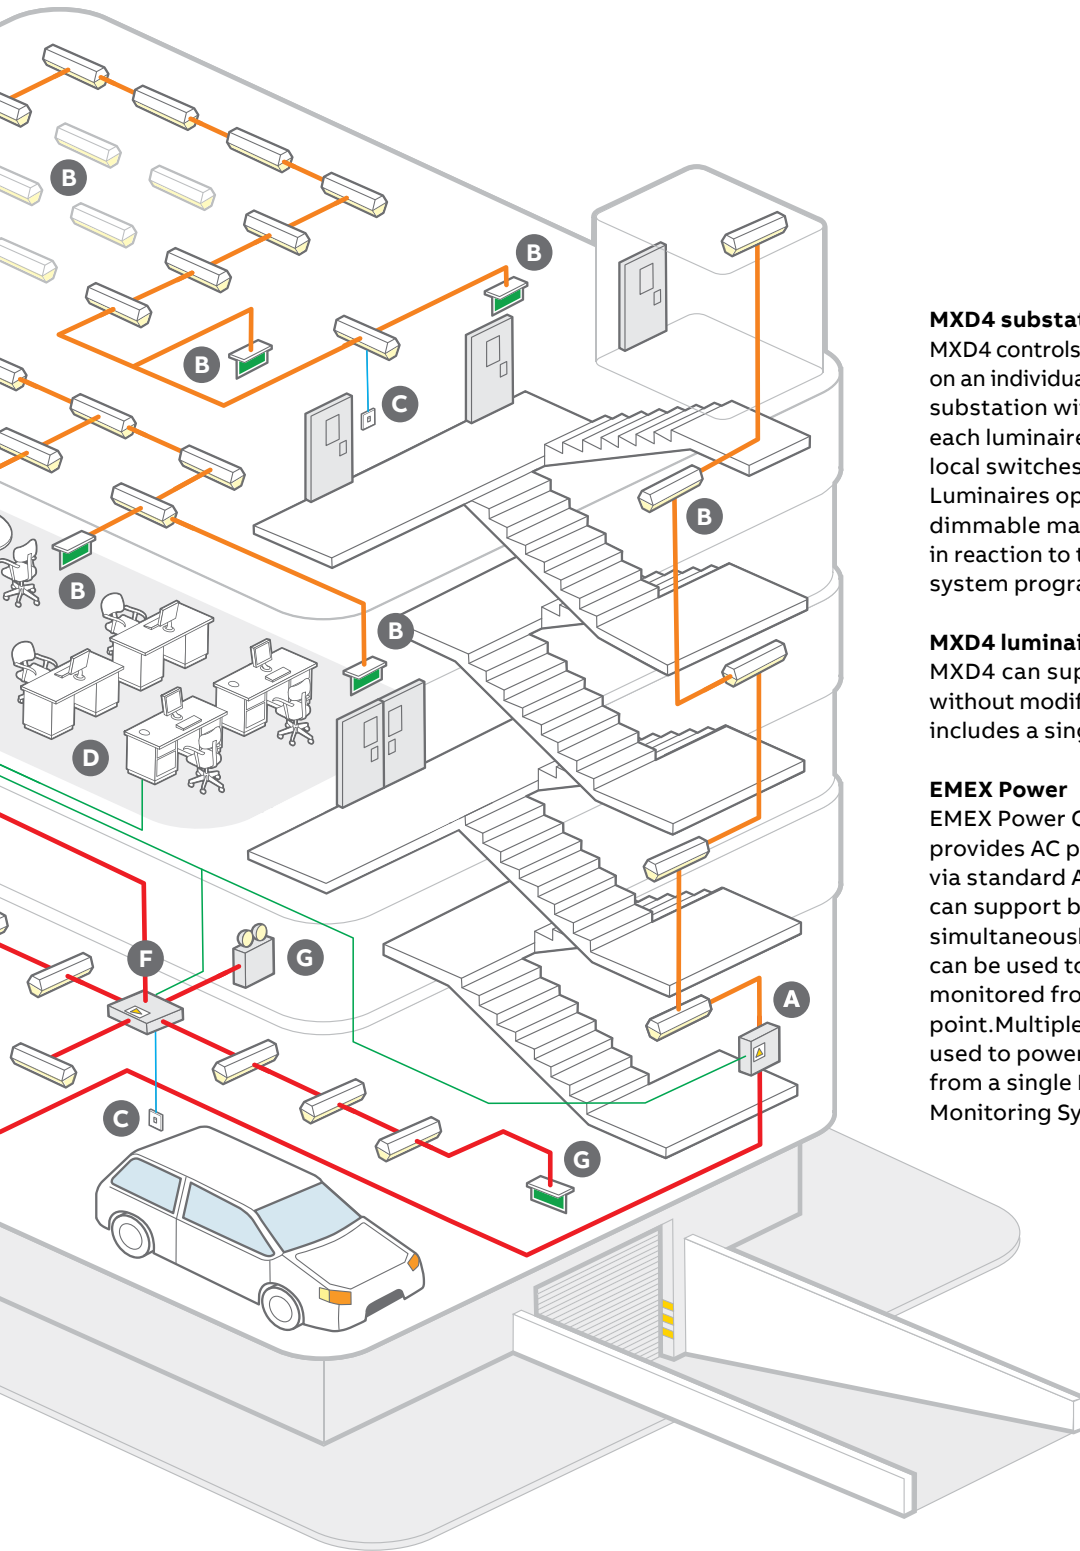 B
B
B
C
B
B
B
D
F
G
A
C
G
MXD4
MXD4 controls
on an individua
substation wi
each luminaire
local switches
Luminaires op
dimmable ma
in reaction to t
system progra
MXD4
MXD4 can sup
without modif
includes a sing
EMEX Power
EMEX Power C
provides AC p
via standard A
can support b
simultaneousl
can be used to
monitored fro
point.Multiple
used to power
from a single
Monitoring Sy